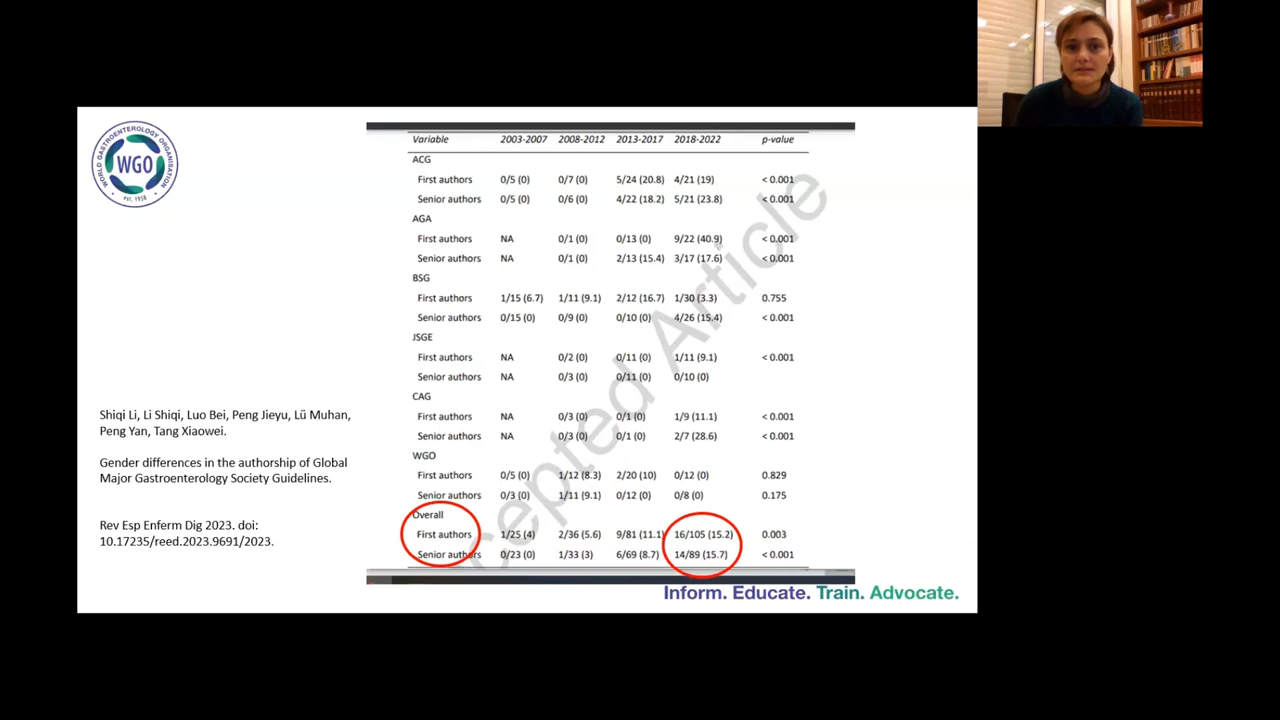 WORLD GASTROENTEROLOGY ORGANISATION
WGO
EST. 1958
Variable 2003-2007 2008-2012 2013-2017 2018-2022 p-value
ACG
First authors 0/5 (0) 0/7 (0) 5/24 (20.8) 4/21 (19) < 0.001
Senior authors 0/5 (0) 0/6 (0) 4/22 (18.2) 5/21 (23.8) < 0.001
AGA
First authors NA 0/1 (0) 0/13 (0) 9/22 (40.9) < 0.001
Senior authors NA 0/1 (0) 2/13 (15.4) 3/17 (17.6) < 0.001
BSG
First authors 1/15 (6.7) 1/11 (9.1) 2/12 (16.7) 1/30 (3.3) 0.755
Senior authors 0/15 (0) 0/9 (0) 0/10 (0) 4/26 (15.4) < 0.001
JSGE
First authors NA 0/2 (0) 0/11 (0) 1/11 (9.1) < 0.001
Senior authors NA 0/3 (0) 0/11 (0) 0/10 (0)
CAG
First authors NA 0/3 (0) 0/1 (0) 1/9 (11.1) < 0.001
Senior authors NA 0/3 (0) 0/1 (0) 2/7 (28.6) < 0.001
WGO
First authors 0/5 (0) 1/12 (8.3) 2/20 (10) 0/12 (0) 0.829
Senior authors 0/3 (0) 1/11 (9.1) 0/12 (0) 0/8 (0) 0.175
Overall
First authors 1/25 (4) 2/36 (5.6) 9/81 (11.1) 16/105 (15.2) 0.003
Senior authors 0/23 (0) 1/33 (3) 6/69 (8.7) 14/89 (15.7) < 0.001
cepted Article
Shiqi Li, Li Shiqi, Luo Bei, Peng Jieyu, Lü Muhan,
Peng Yan, Tang Xiaowei.
Gender differences in the authorship of Global
Major Gastroenterology Society Guidelines.
Rev Esp Enferm Dig 2023. doi:
10.17235/reed.2023.9691/2023.
Inform. Educate. Train. Advocate.